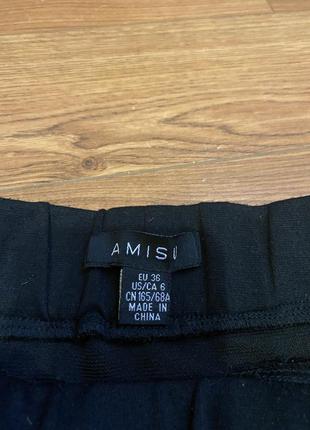 AMISU
EU 36
US/CA 6
CN 165/68A
MADE IN
CHINA